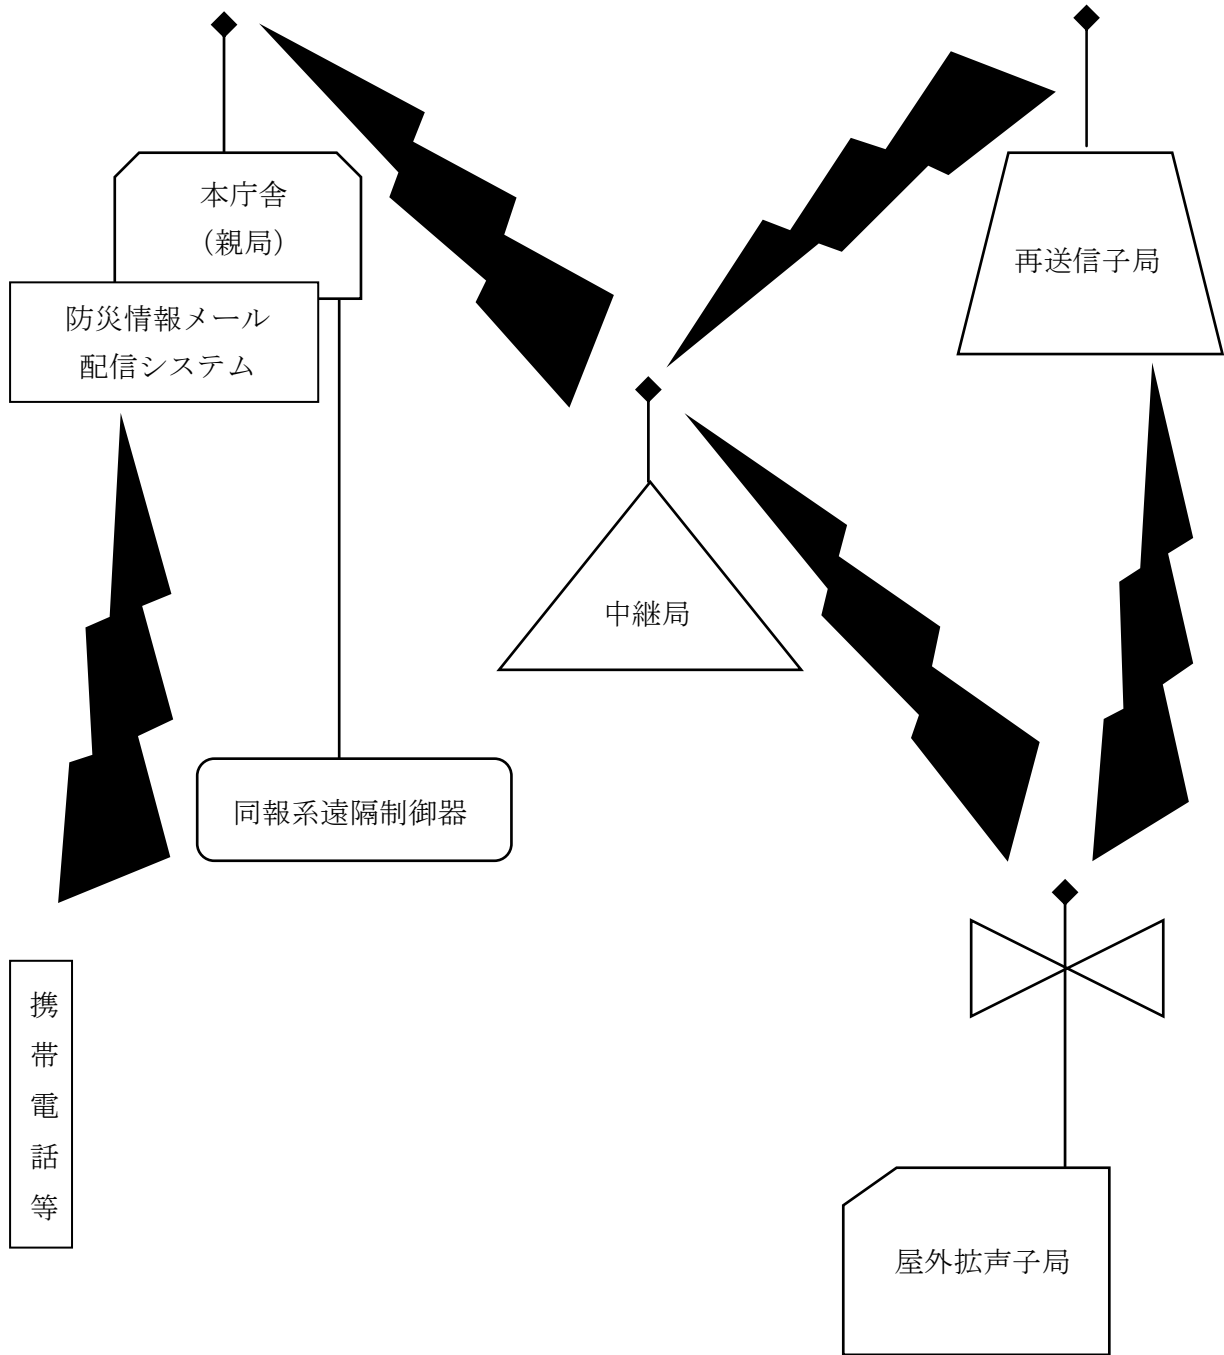 本庁舎
（親局）
再送信子局
防災情報メール
配信システム
中継局
同報系遠隔制御器
携帯電話等
屋外拡声子局